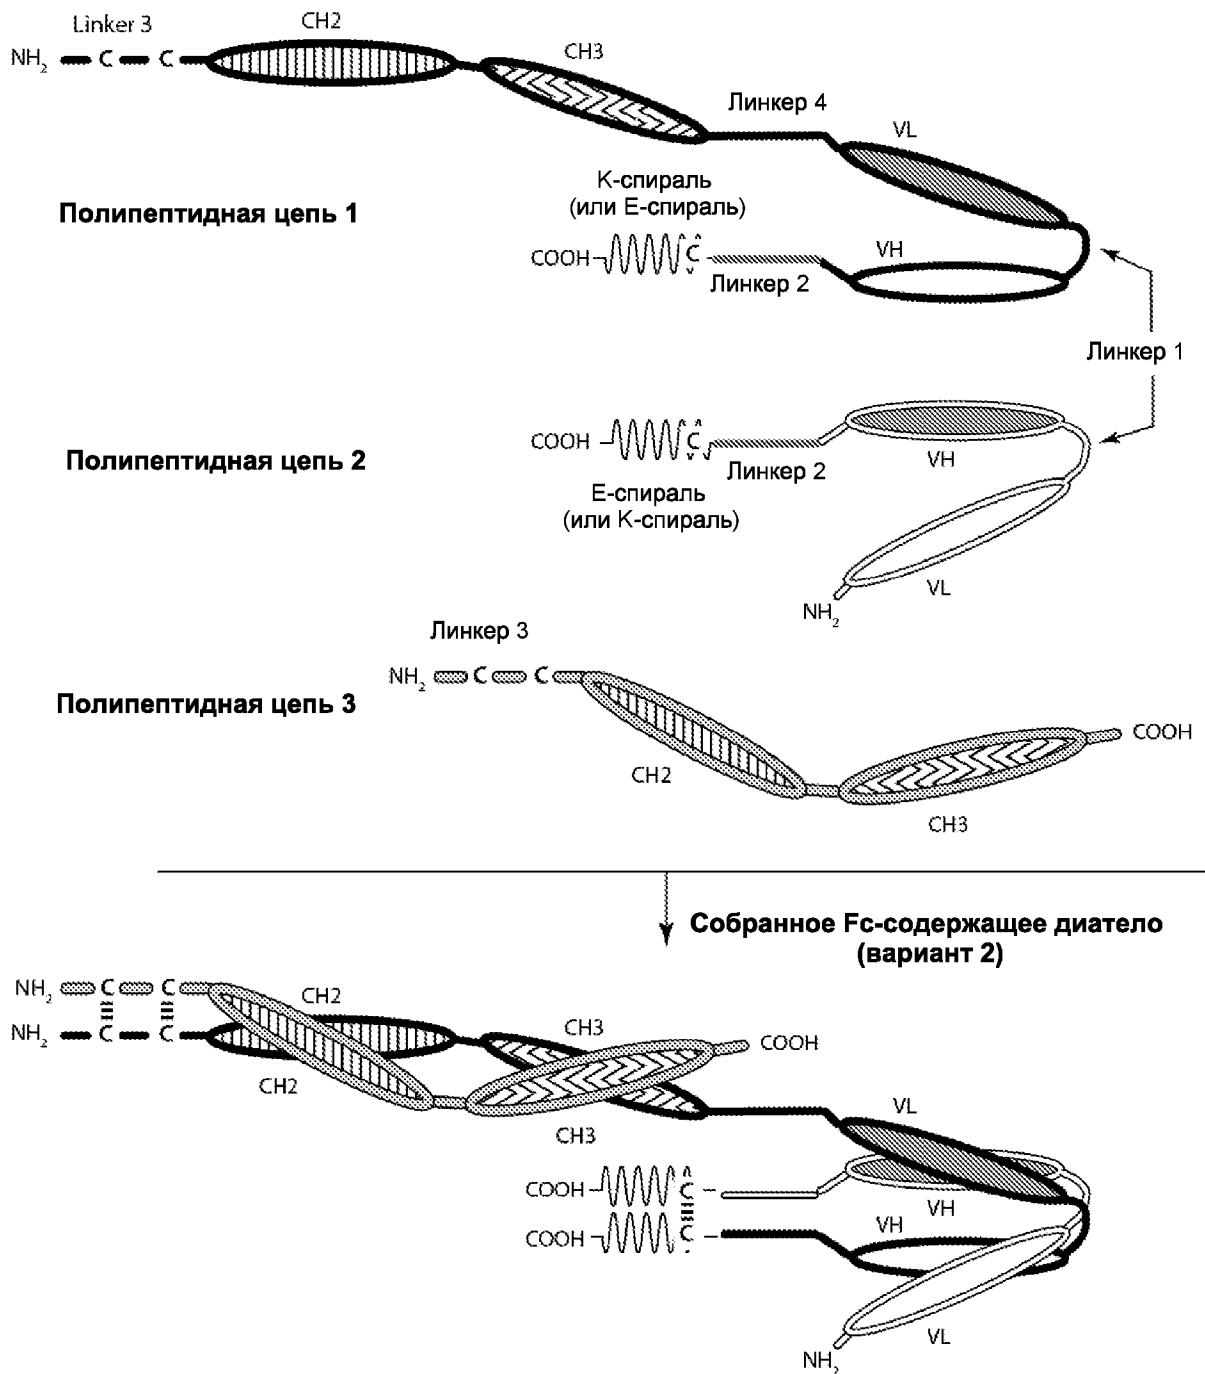 Linker 3
CH2
NH2
C
C
CH3
Линкер 4
VL
К-спираль
(или Е-спираль)
Полипептидная цепь 1
COOH
C
VH
Линкер 2
Линкер 1
COOH
C
Линкер 2
VH
Полипептидная цепь 2
Е-спираль
(или К-спираль)
VL
NH2
Линкер 3
NH2
C
C
Полипептидная цепь 3
COOH
CH2
CH3
Собранное Fc-содержащее диатело
(вариант 2)
NH2
C
C
CH2
NH2
C
C
CH3
COOH
CH2
CH3
VL
COOH
C
VH
COOH
C
VH
VL
NH2